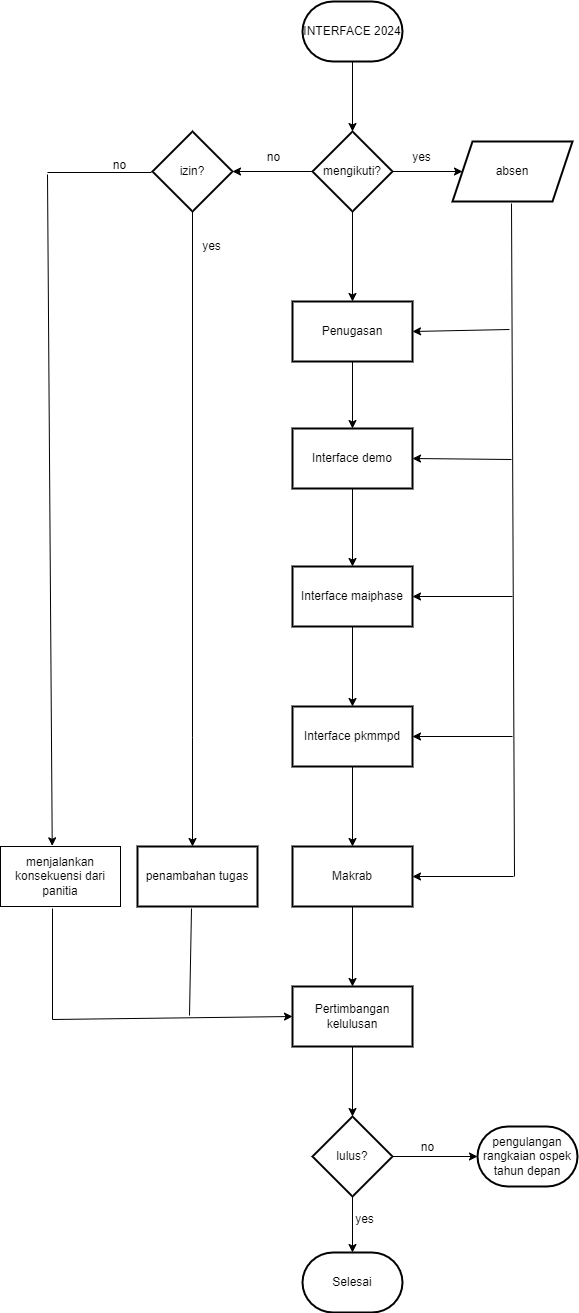 INTERFACE 2024
no
izin?
no
mengikuti?
yes
absen
yes
Penugasan
Interface demo
Interface maiphase
Interface pkmmpd
menjalankan
konsekuensi dari
panitia
penambahan tugas
Makrab
Pertimbangan
kelulusan
lulus?
no
pengulangan
rangkaian ospek
tahun depan
yes
Selesai